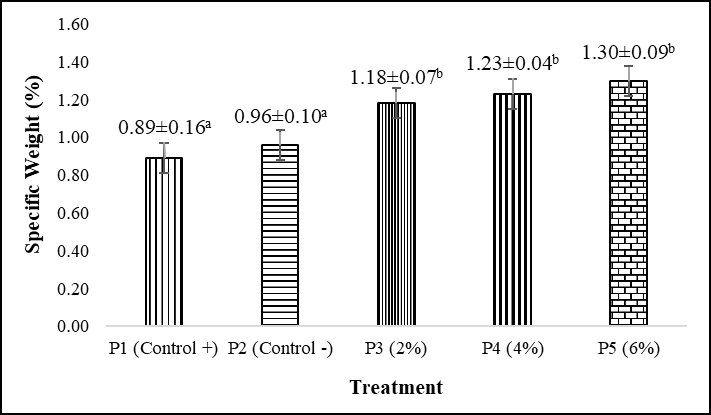 1.60
1.40
1.20
1.00
0.80
0.60
0.40
0.20
0.00
Specific Weight (%)
0.89±0.16ᵃ
0.96±0.10ᵃ
1.18±0.07ᵇ
1.23±0.04ᵇ
1.30±0.09ᵇ
P1 (Control +) P2 (Control -) P3 (2%) P4 (4%) P5 (6%)
Treatment